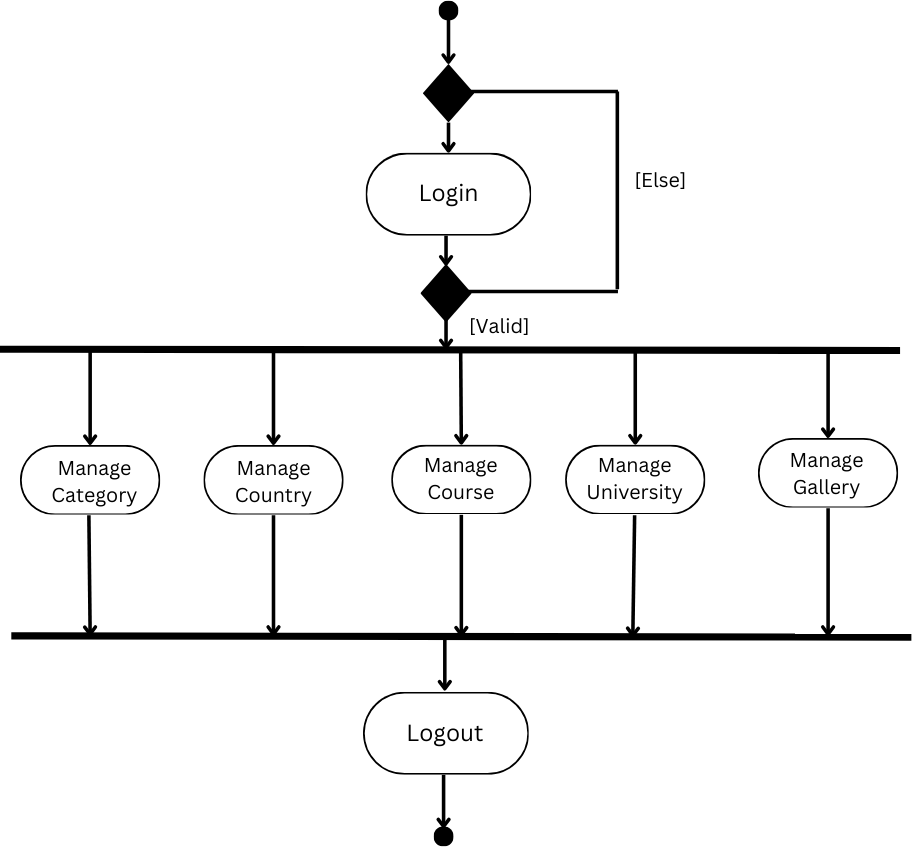 [Else]
Login
[Valid]
Manage
Category
Manage
Country
Manage
Course
Manage
University
Manage
Gallery
Logout